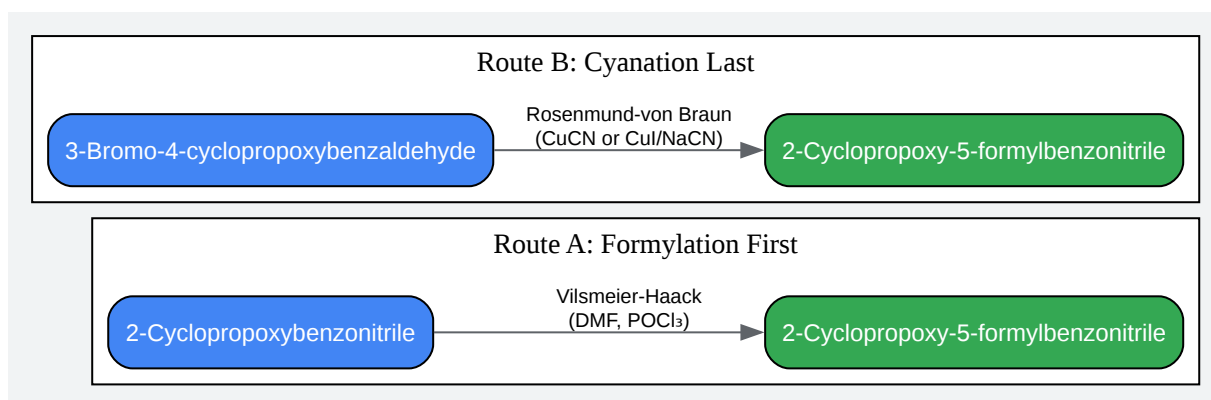 Route B: Cyanation Last
3-Bromo-4-cyclopropoxybenzaldehyde
Rosenmund-von Braun
(CuCN or CuI/NaCN)
2-Cyclopropoxy-5-formylbenzonitrile
Route A: Formylation First
2-Cyclopropoxybenzonitrile
Vilsmeier-Haack
(DMF, POCl₃)
2-Cyclopropoxy-5-formylbenzonitrile